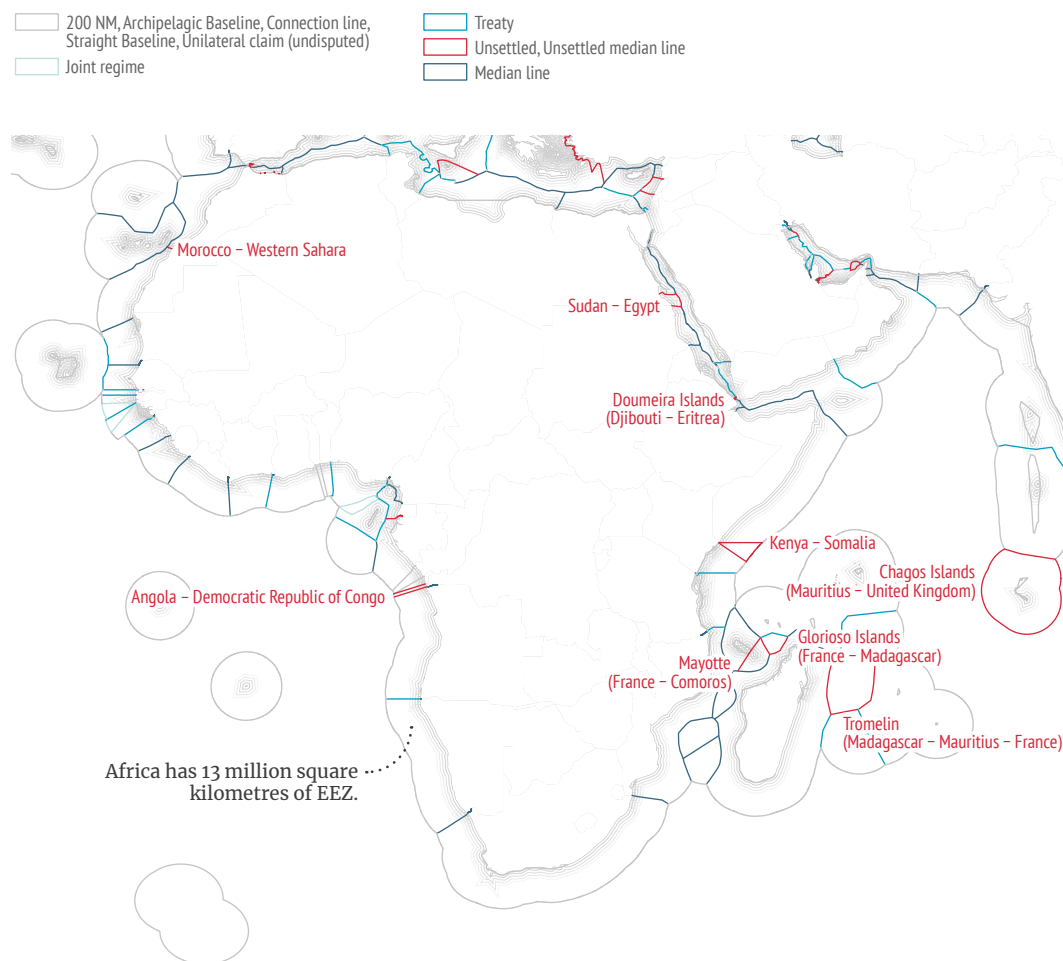 200 NM, Archipelagic Baseline, Connection line,
Straight Baseline, Unilateral claim (undisputed)
Joint regime
Treaty
Unsettled, Unsettled median line
Median line
Morocco – Western Sahara
Sudan – Egypt
Doumeira Islands
(Djibouti – Eritrea)
Kenya – Somalia
Chagos Islands
(Mauritius – United Kingdom)
Angola – Democratic Republic of Congo
Glorioso Islands
(France – Madagascar)
Mayotte
(France – Comoros)
Tromelin
(Madagascar – Mauritius – France)
Africa has 13 million square
kilometres of EEZ.